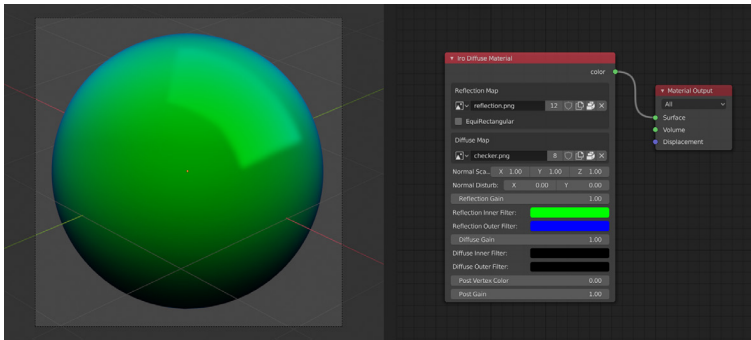 Iro Diffuse Material
color
Reflection Map
reflection.png 12
EquiRectangular
Diffuse Map
checker.png 8
Normal Sca.. X 1.00 Y 1.00 Z 1.00
Normal Disturb: X 0.00 Y 0.00
Reflection Gain 1.00
Reflection Inner Filter:
Reflection Outer Filter:
Diffuse Gain 1.00
Diffuse Inner Filter:
Diffuse Outer Filter:
Post Vertex Color 0.00
Post Gam 1.00
Material Output
All
Surface
Volume
Displacement